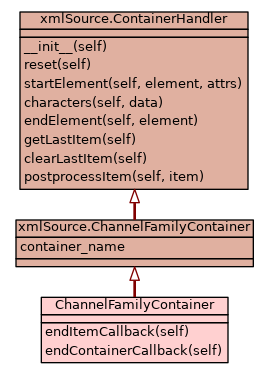 xmlSource.ContainerHandler
__init__(self)
reset(self)
startElement(self, element, attrs)
characters(self, data)
endElement(self, element)
getLastItem(self)
clearLastItem(self)
postprocessItem(self, item)
xmlSource.ChannelFamilyContainer
container_name
ChannelFamilyContainer
endItemCallback(self)
endContainerCallback(self)